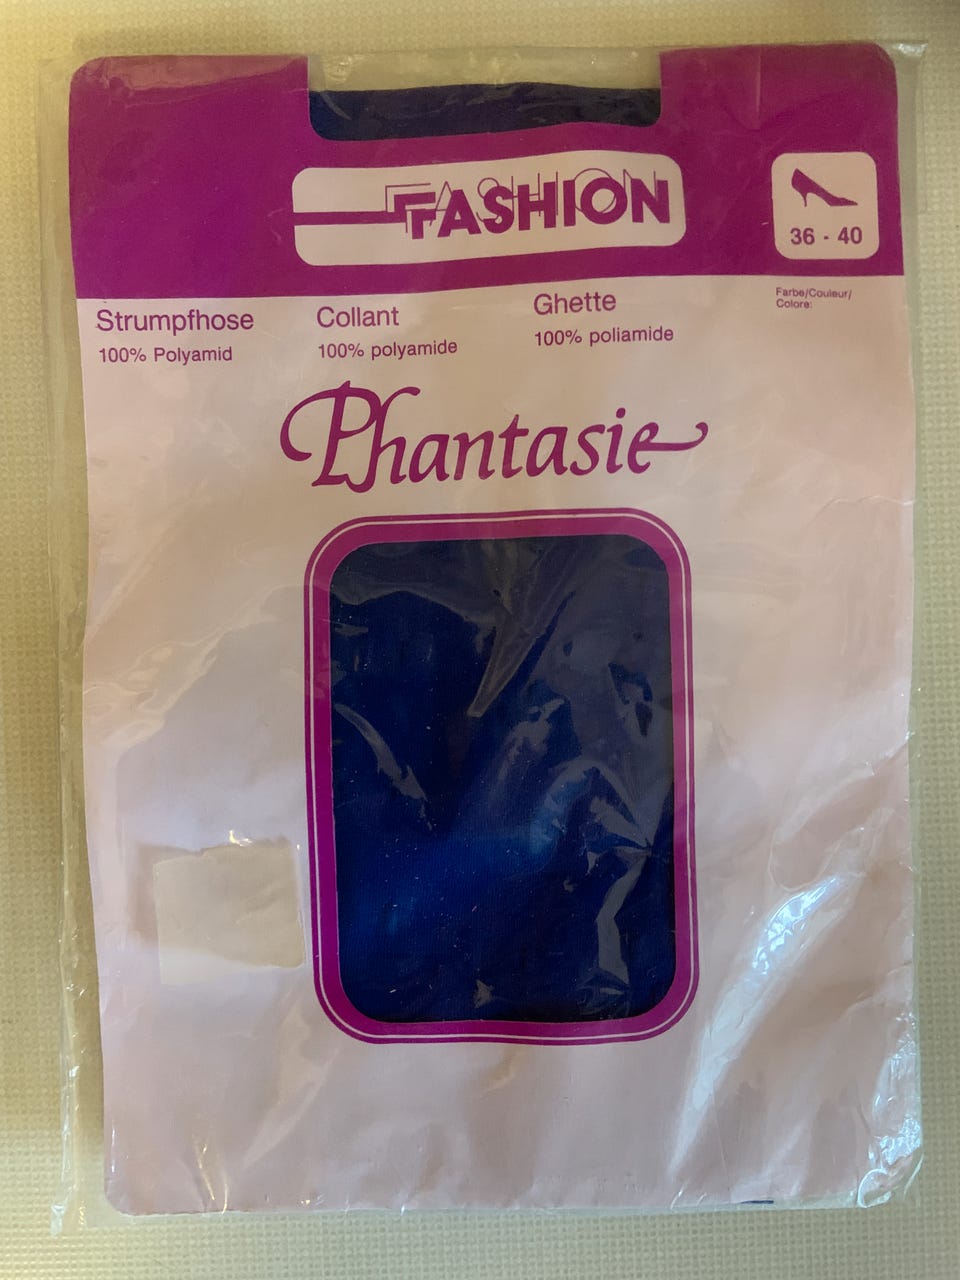 FASHION
36 - 40
Farbe/Couleur/
Colore:
Strumpfhose
100% Polyamid
Collant
100% polyamide
Ghette
100% poliamide
Phantasie